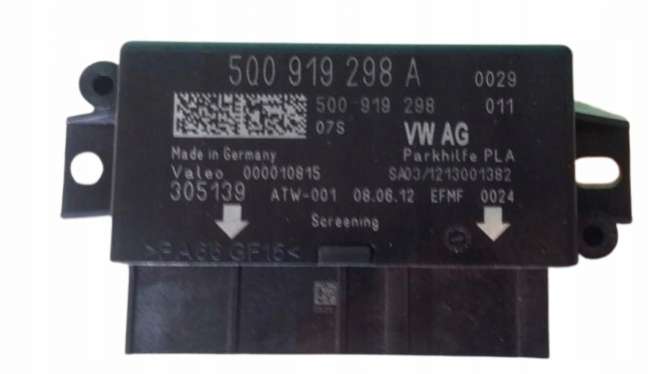 5Q0 919 298 A 0029
5Q0 919 298 011
07S VW AG
Made in Germany Parkhilfe PLA
Valeo 000010815 SA03/1213001382
305139 ATW-001 08.06.12 EFMF 0024
Screening
>PA66 GF15<